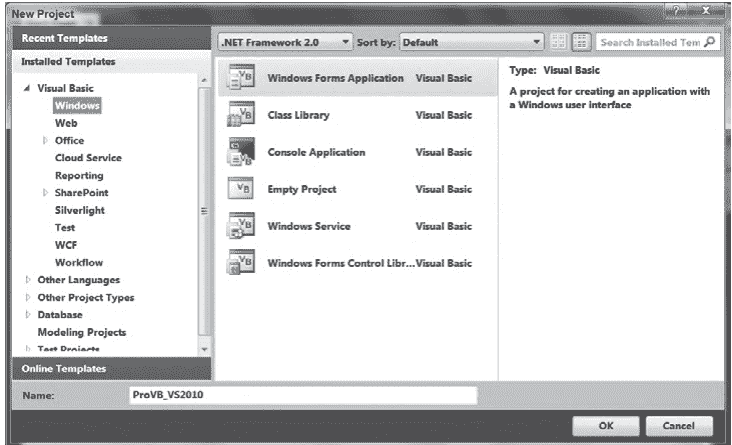 New Project
Recent Templates
.NET Framework 2.0 Sort by: Default Search Installed Tem
Installed Templates
Visual Basic
Windows
Web
Office
Cloud Service
Reporting
SharePoint
Silverlight
Test
WCF
Workflow
Other Languages
Other Project Types
Database
Modeling Projects
Test Projects
Online Templates
Windows Forms Application Visual Basic
Class Library Visual Basic
Console Application Visual Basic
Empty Project Visual Basic
Windows Service Visual Basic
Windows Forms Control Libr...Visual Basic
Type: Visual Basic
A project for creating an application with
a Windows user interface
Name: ProVB_VS2010
OK Cancel